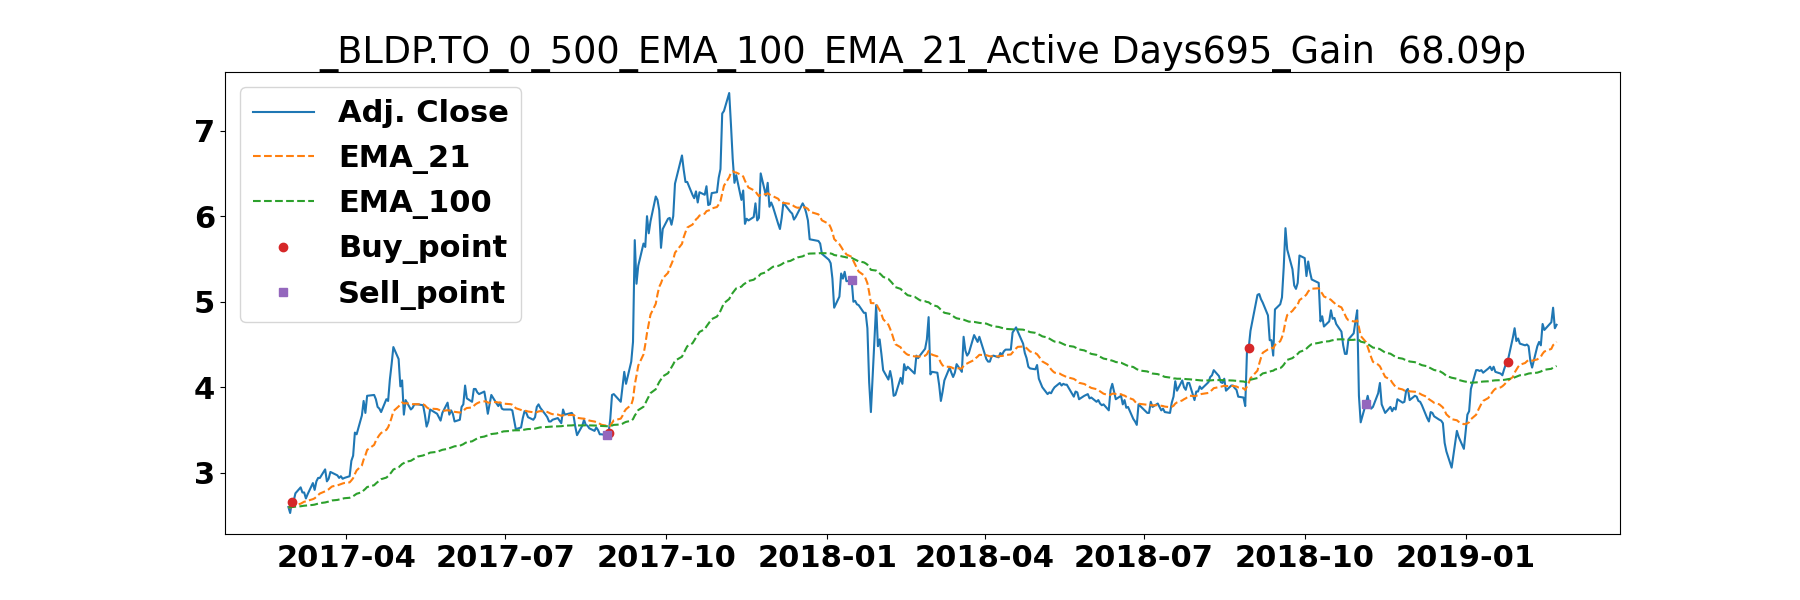 _BLDP.TO_0_500_EMA_100_EMA_21_Active Days695_Gain  68.09p
Adj. Close
EMA_21
EMA_100
Buy_point
Sell_point
7
6
5
4
3
2017-04 2017-07 2017-10 2018-01 2018-04 2018-07 2018-10 2019-01